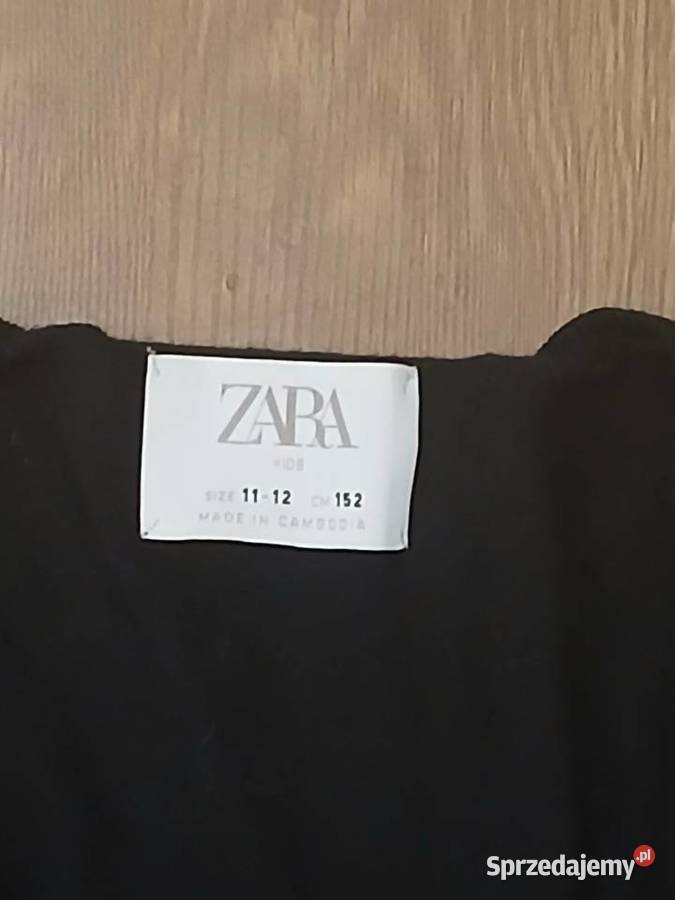 ZARA
KIDS
SIZE 11-12 CM 152
MADE IN CAMBODIA
Sprzedajemy.pl